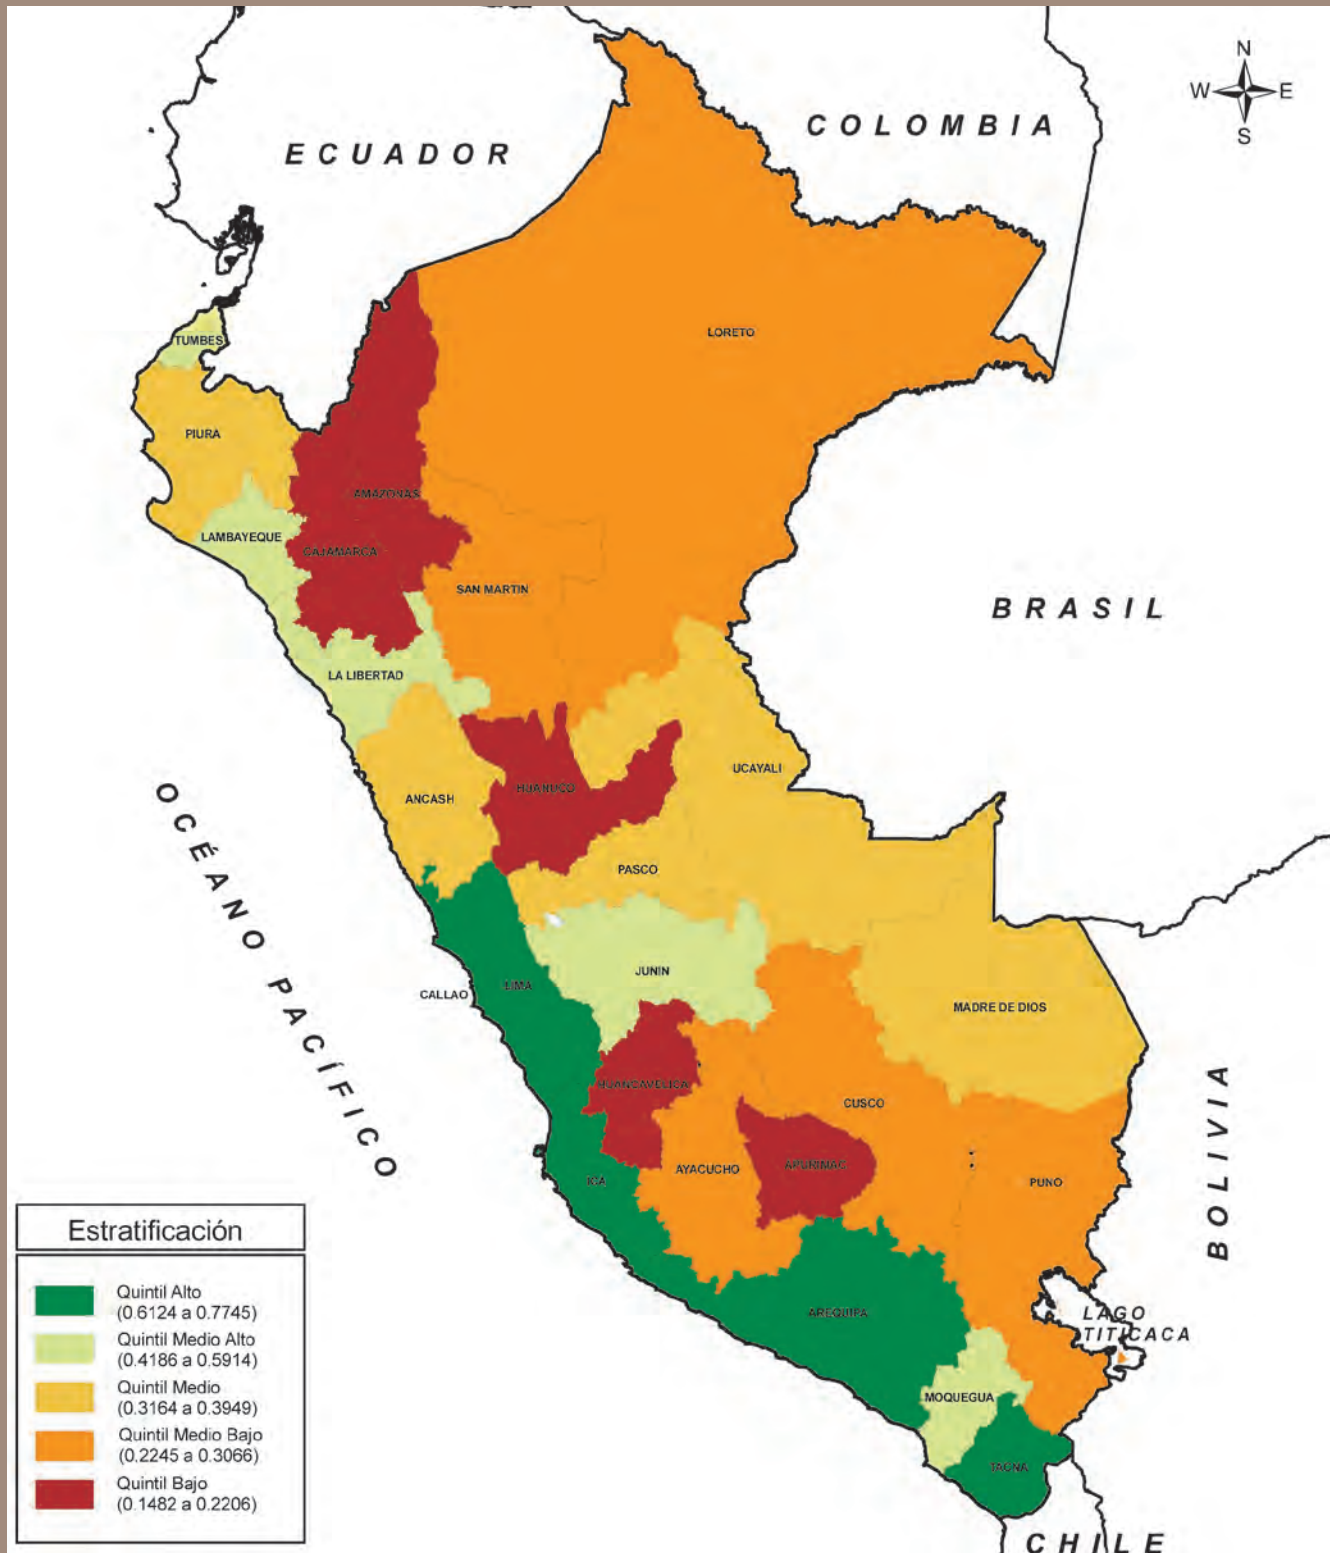 N
W E
S
COLOMBIA
ECUADOR
LORETO
TUMBES
PIURA
AMAZONAS
LAMBAYEQUE
CAJAMARCA
SAN MARTIN
BRASIL
LA LIBERTAD
UCAYALI
HUANUCO
ANCASH
PASCO
OCÉANO PACÍFICO
JUNIN
LIMA
CALLAO
MADRE DE DIOS
HUANCAVELICA
CUSCO
BOLIVIA
AYACUCHO
APURIMAC
ICA
PUNO
AREQUIPA
LAGO
TITICACA
MOQUEGUA
TACNA
CHILE
Estratificación
Quintil Alto
(0.6124 a 0.7745)
Quintil Medio Alto
(0.4186 a 0.5914)
Quintil Medio
(0.3164 a 0.3949)
Quintil Medio Bajo
(0.2245 a 0.3066)
Quintil Bajo
(0.1482 a 0.2206)